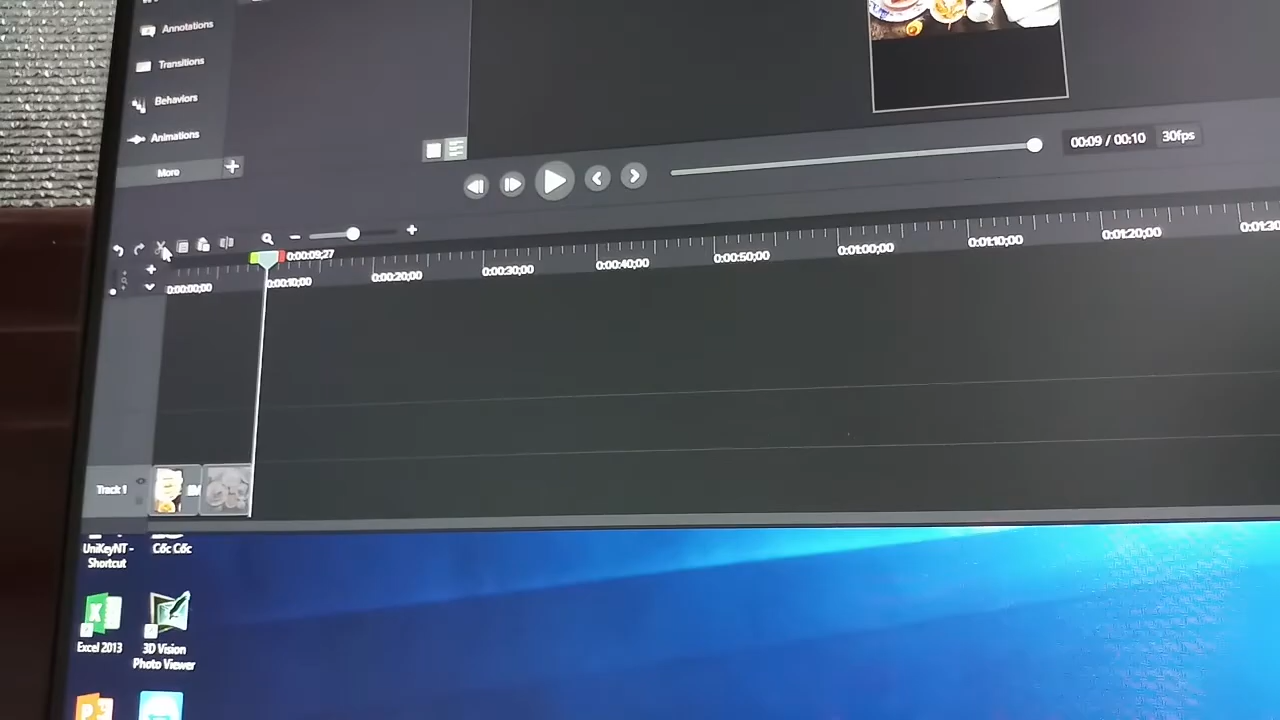 Annotations
Transitions
Behaviors
Animations
More
00:09 / 00:10 30fps
0:00:09;27
0:00:00;00 0:00:10;00 0:00:20;00 0:00:30;00 0:00:40;00 0:00:50;00 0:01:00;00 0:01:10;00 0:01:20;00 0:01:30
Track 1
UniKeyNT - Cốc Cốc
Shortcut
Excel 2013 3D Vision
Photo Viewer